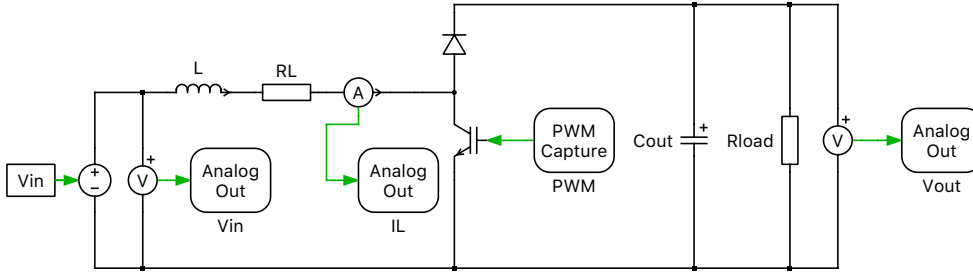 L
RL
A
Vin
+
−
+
V
Analog
Out
Vin
Analog
Out
IL
PWM
Capture
PWM
Cout
+
Rload
+
V
Analog
Out
Vout